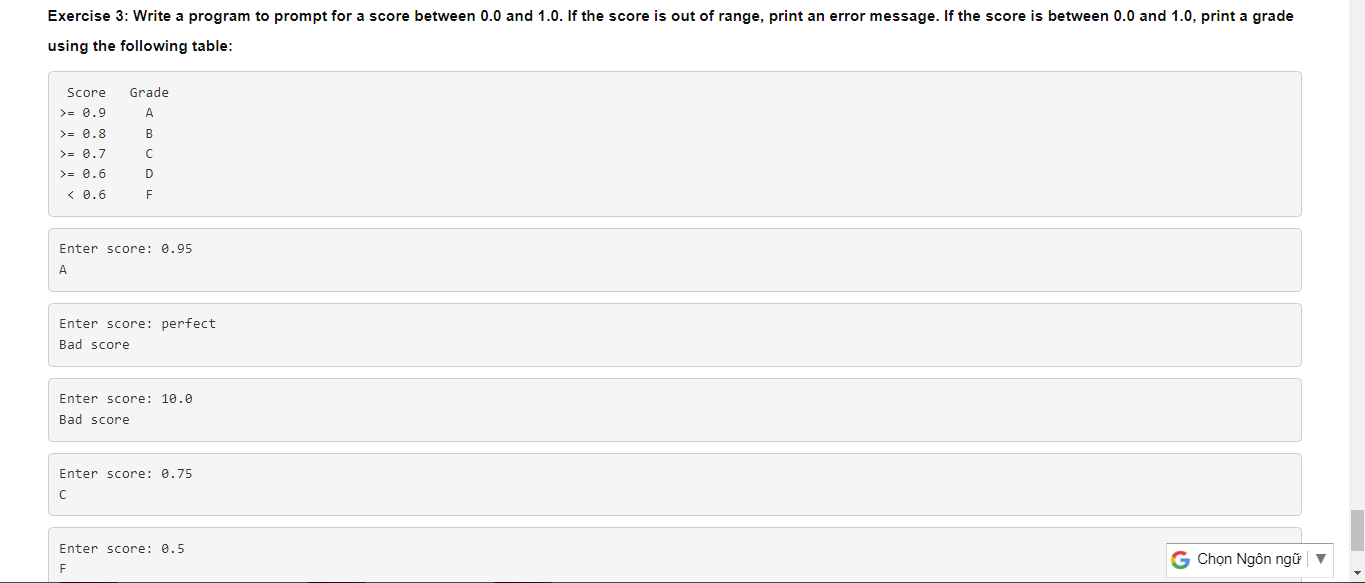 Exercise 3: Write a program to prompt for a score between 0.0 and 1.0. If the score is out of range, print an error message. If the score is between 0.0 and 1.0, print a grade
using the following table:
Score Grade
>= 0.9 A
>= 0.8 B
>= 0.7 C
>= 0.6 D
< 0.6 F
Enter score: 0.95
A
Enter score: perfect
Bad score
Enter score: 10.0
Bad score
Enter score: 0.75
C
Enter score: 0.5
F
Chọn Ngôn ngữ ▼